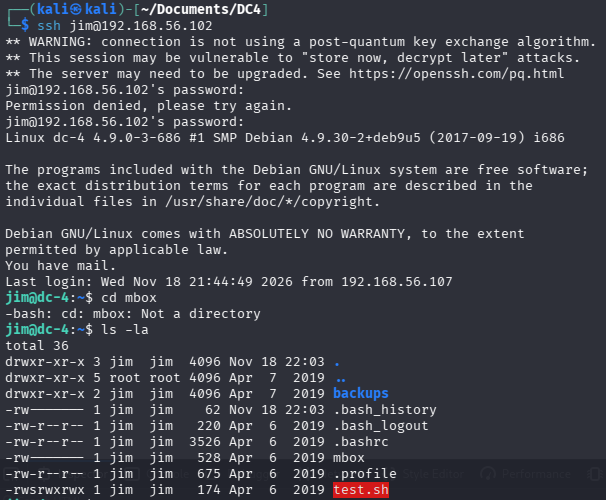 ┌──(kali㉿kali)-[~/Documents/DC4]
└─$ ssh jim@192.168.56.102
** WARNING: connection is not using a post-quantum key exchange algorithm.
** This session may be vulnerable to "store now, decrypt later" attacks.
** The server may need to be upgraded. See https://openssh.com/pq.html
jim@192.168.56.102's password:
Permission denied, please try again.
jim@192.168.56.102's password:
Linux dc-4 4.9.0-3-686 #1 SMP Debian 4.9.30-2+deb9u5 (2017-09-19) i686

The programs included with the Debian GNU/Linux system are free software;
the exact distribution terms for each program are described in the
individual files in /usr/share/doc/*/copyright.

Debian GNU/Linux comes with ABSOLUTELY NO WARRANTY, to the extent
permitted by applicable law.
You have mail.
Last login: Wed Nov 18 21:44:49 2026 from 192.168.56.107
jim@dc-4:~$ cd mbox
-bash: cd: mbox: Not a directory
jim@dc-4:~$ ls -la
total 36
drwxr-xr-x 3 jim  jim  4096 Nov 18 22:03 .
drwxr-xr-x 5 root root 4096 Apr  7  2019 ..
drwxr-xr-x 2 jim  jim  4096 Apr  7  2019 backups
-rw------- 1 jim  jim    62 Nov 18 22:03 .bash_history
-rw-r--r-- 1 jim  jim   220 Apr  6  2019 .bash_logout
-rw-r--r-- 1 jim  jim  3526 Apr  6  2019 .bashrc
-rw------- 1 jim  jim   528 Apr  6  2019 mbox
-rw-r--r-- 1 jim  jim   675 Apr  6  2019 .profile
-rwsrwxrwx 1 jim  jim   174 Apr  6  2019 test.sh
Style Editor
Performance